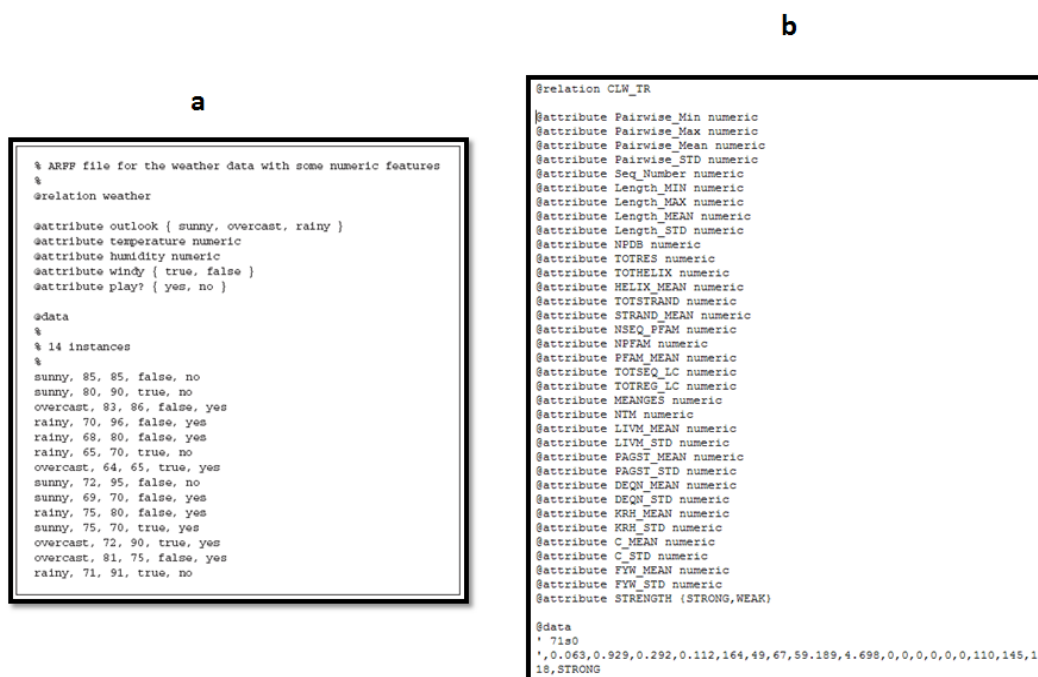 a
% ARFF file for the weather data with some numeric features
%
@relation weather
@attribute outlook { sunny, overcast, rainy }
@attribute temperature numeric
@attribute humidity numeric
@attribute windy { true, false }
@attribute play? { yes, no }
@data
%
% 14 instances
%
sunny, 85, 85, false, no
sunny, 80, 90, true, no
overcast, 83, 86, false, yes
rainy, 70, 96, false, yes
rainy, 68, 80, false, yes
rainy, 65, 70, true, no
overcast, 64, 65, true, yes
sunny, 72, 95, false, no
sunny, 69, 70, false, yes
rainy, 75, 80, false, yes
sunny, 75, 70, true, yes
overcast, 72, 90, true, yes
overcast, 81, 75, false, yes
rainy, 71, 91, true, no
b
@relation CLW_TR
@attribute Pairwise_Min numeric
@attribute Pairwise_Max numeric
@attribute Pairwise_Mean numeric
@attribute Pairwise_STD numeric
@attribute Seq_Number numeric
@attribute Length_MIN numeric
@attribute Length_MAX numeric
@attribute Length_MEAN numeric
@attribute Length_STD numeric
@attribute NPDB numeric
@attribute TOTRES numeric
@attribute TOTHELIX numeric
@attribute HELIX_MEAN numeric
@attribute TOTSTRAND numeric
@attribute STRAND_MEAN numeric
@attribute NSEQ_PFAM numeric
@attribute NPFAM numeric
@attribute PFAM_MEAN numeric
@attribute TOTSEQ_LC numeric
@attribute TOTREG_LC numeric
@attribute MEANGES numeric
@attribute NTM numeric
@attribute LIVM_MEAN numeric
@attribute LIVM_STD numeric
@attribute PAGST_MEAN numeric
@attribute PAGST_STD numeric
@attribute DEQN_MEAN numeric
@attribute DEQN_STD numeric
@attribute KRH_MEAN numeric
@attribute KRH_STD numeric
@attribute C_MEAN numeric
@attribute C_STD numeric
@attribute FYW_MEAN numeric
@attribute FYW_STD numeric
@attribute STRENGTH {STRONG,WEAK}
@data
' 71s0
',0.063,0.929,0.292,0.112,164,49,67,59.189,4.698,0,0,0,0,0,0,110,145,1
18,STRONG